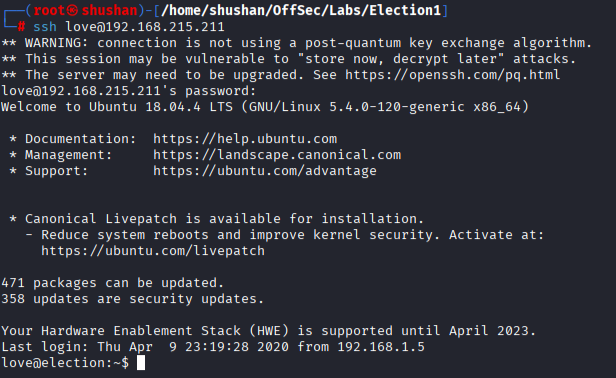 ┌──(root㉿shushan)-[/home/shushan/OffSec/Labs/Election1]
└─# ssh love@192.168.215.211
** WARNING: connection is not using a post-quantum key exchange algorithm.
** This session may be vulnerable to "store now, decrypt later" attacks.
** The server may need to be upgraded. See https://openssh.com/pq.html
love@192.168.215.211's password:
Welcome to Ubuntu 18.04.4 LTS (GNU/Linux 5.4.0-120-generic x86_64)

 * Documentation:  https://help.ubuntu.com
 * Management:     https://landscape.canonical.com
 * Support:        https://ubuntu.com/advantage


 * Canonical Livepatch is available for installation.
   - Reduce system reboots and improve kernel security. Activate at:
     https://ubuntu.com/livepatch

471 packages can be updated.
358 updates are security updates.

Your Hardware Enablement Stack (HWE) is supported until April 2023.
Last login: Thu Apr  9 23:19:28 2020 from 192.168.1.5
love@election:~$